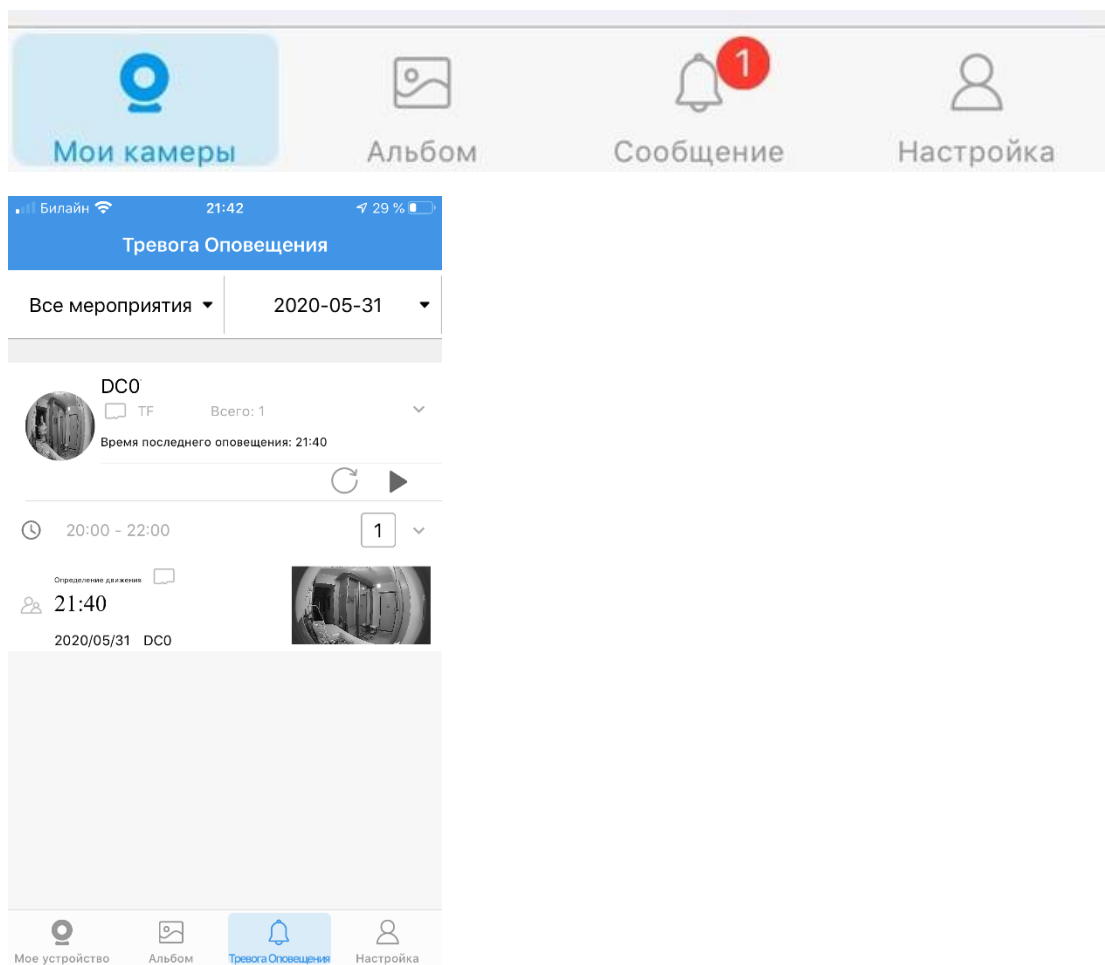 1
Мои камеры Альбом Сообщение Настройка
Билайн 21:42 29 %
Тревога Оповещения
Все мероприятия 2020-05-31
DC0
TF Всего: 1
Время последнего оповещения: 21:40
20:00 - 22:00 1
Определение движения
21:40
2020/05/31 DC0
Мое устройство Альбом Тревога Оповещения Настройка